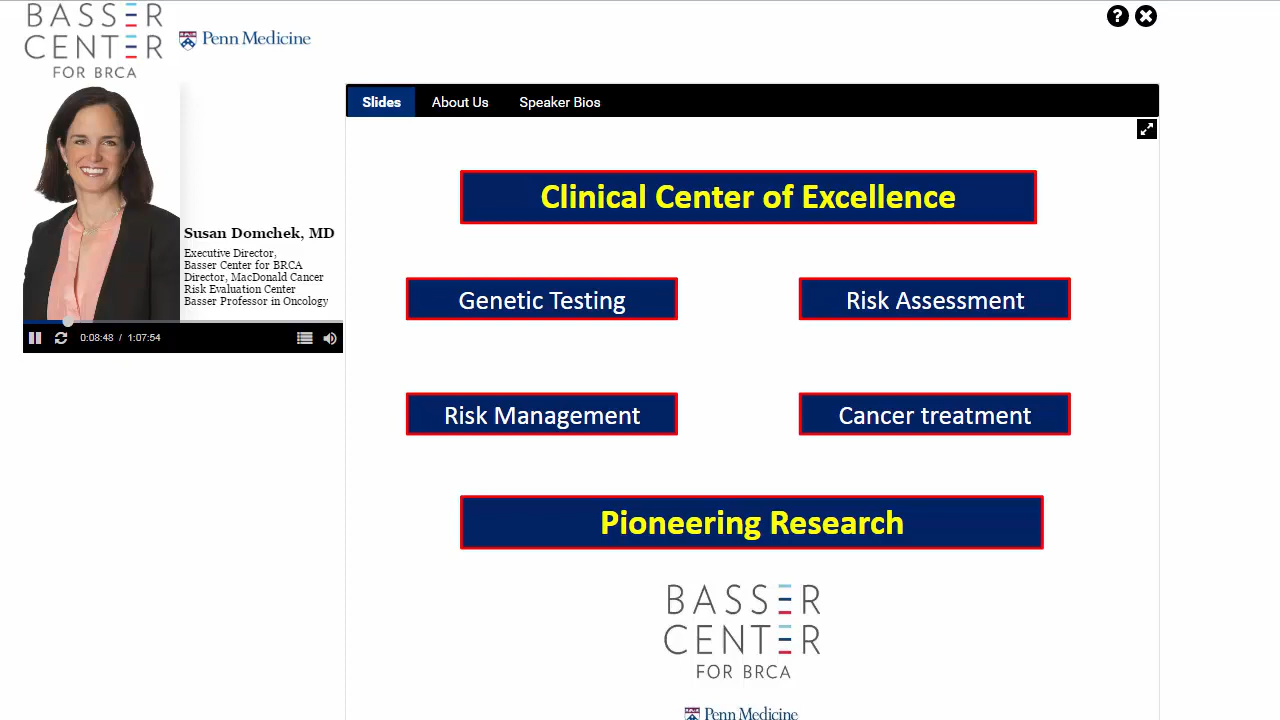 BASSER
CENTER
FOR BRCA
Penn Medicine
Slides
About Us
Speaker Bios
Clinical Center of Excellence
Genetic Testing
Risk Assessment
Susan Domchek, MD
Executive Director,
Basser Center for BRCA
Director, MacDonald Cancer
Risk Evaluation Center
Basser Professor in Oncology
0:08:48 / 1:07:54
Risk Management
Cancer treatment
Pioneering Research
BASSER
CENTER
FOR BRCA
Penn Medicine